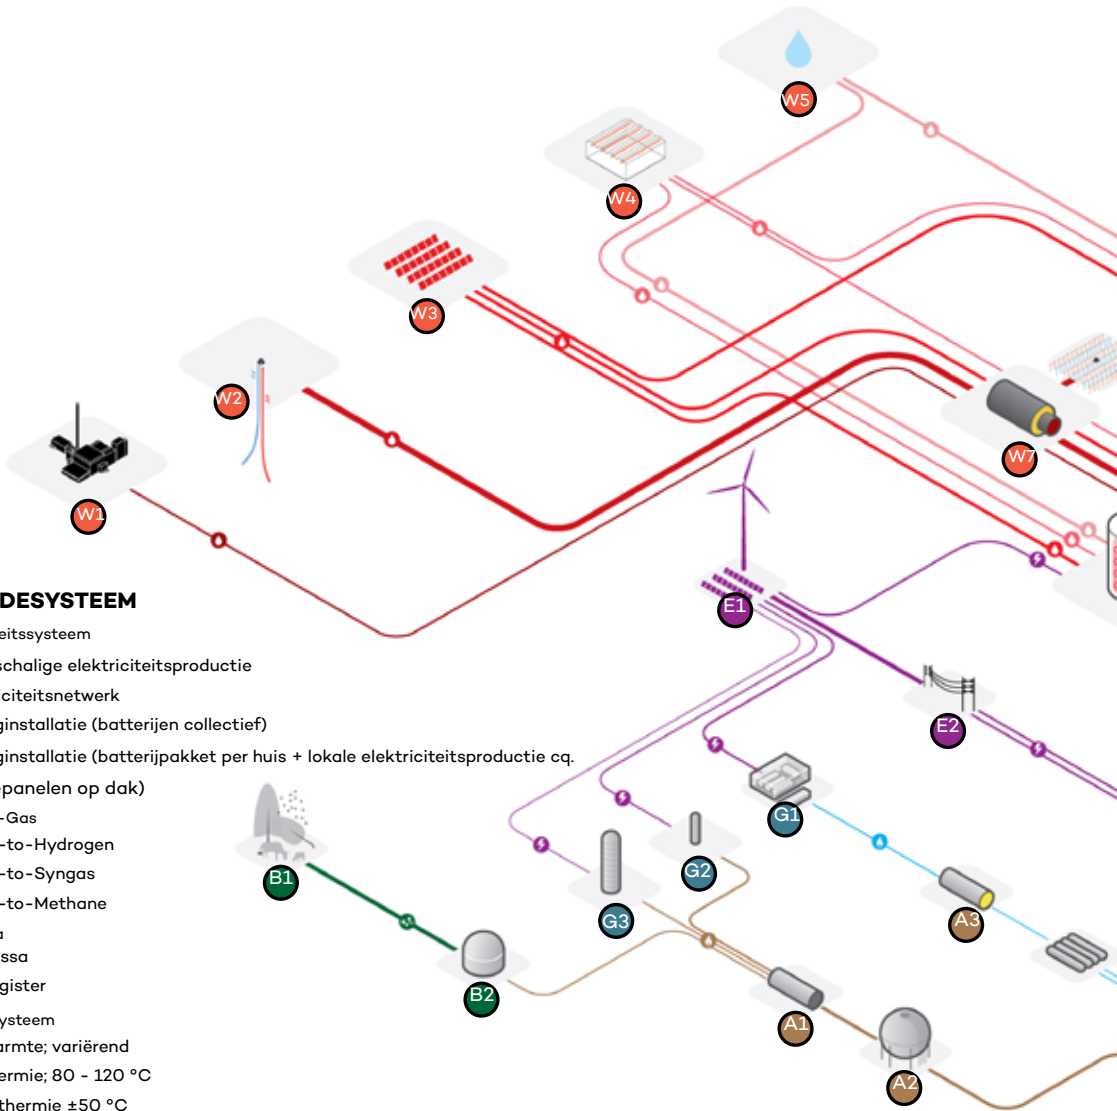 W5
W4
W3
W2
W7
W1
E1
DESYSTEEM
eitssysteem
schalige elektriciteitsproductie
iciteitsnetwerk
ginstallatie (batterijen collectief)
E2
ginstallatie (batterijpakket per huis + lokale elektriciteitsproductie cq.
epanelen op dak)
-Gas
G1
-to-Hydrogen
-to-Syngas
G2
B1
-to-Methane
G3
A3
a
ssa
gister
B2
ysteem
A1
armte; variërend
ermie; 80 - 120 °C
A2
thermie ±50 °C